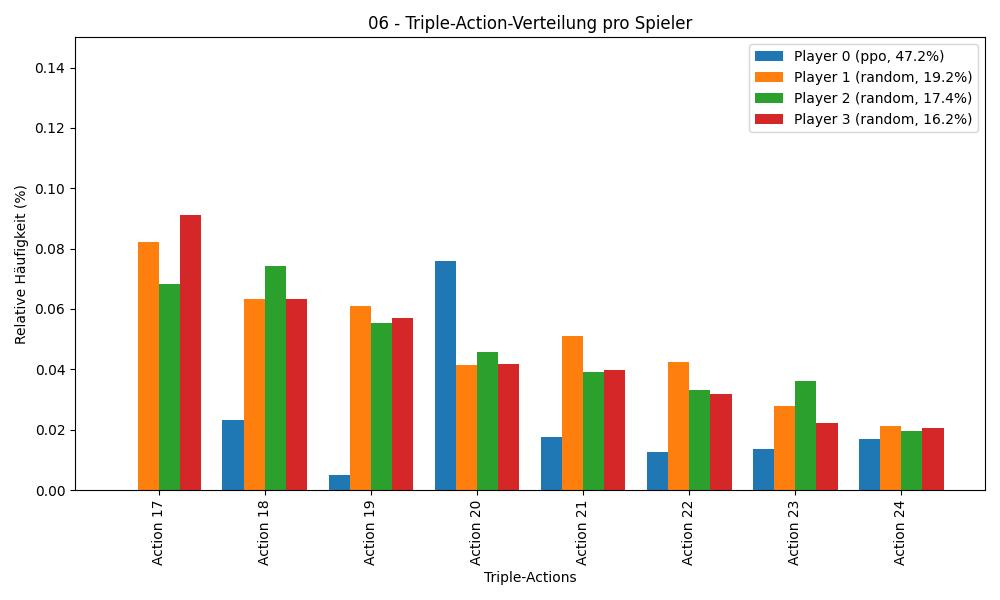 06 - Triple-Action-Verteilung pro Spieler
Player 0 (ppo, 47.2%)
Player 1 (random, 19.2%)
Player 2 (random, 17.4%)
Player 3 (random, 16.2%)
Relative Häufigkeit (%)
0.14
0.12
0.10
0.08
0.06
0.04
0.02
0.00
Action 17
Action 18
Action 19
Action 20
Action 21
Action 22
Action 23
Action 24
Triple-Actions